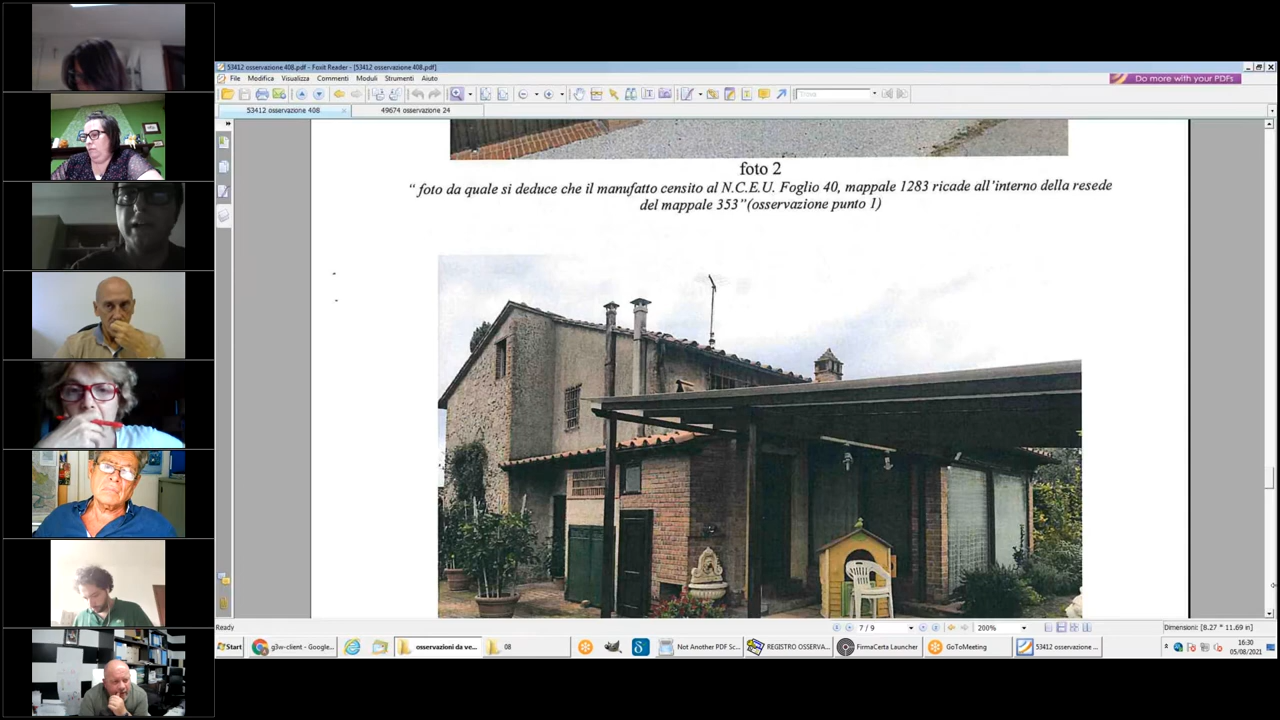 53412 osservazione 408.pdf - Foxit Reader - [53412 osservazione 408.pdf]
File Modifica Visualizza Commenti Moduli Strumenti Aiuto
Do more with your PDFs
Trova
53412 osservazione 408
49674 osservazione 24
foto 2
“ foto da quale si deduce che il manufatto censito al N.C.E.U. Foglio 40, mappale 1283 ricade all’interno della resede
del mappale 353”(osservazione punto 1)
Ready
7 / 9
200%
Dimensioni: [8.27 * 11.69 in]
Start
g3w-client - Google...
osservazioni da ve...
08
Not Another PDF Sc...
REGISTRO OSSERVA...
FirmaCerta Launcher
GoToMeeting
53412 osservazione ...
16:30
05/08/2021